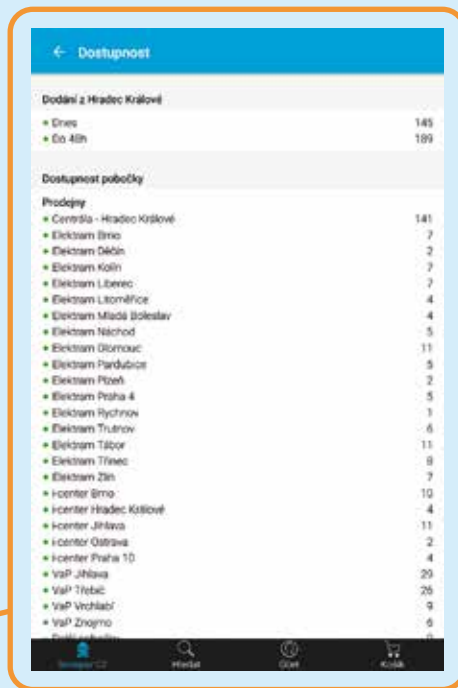 ← Dostupnost
Dodání z Hradec Králové
Dnes 145
Do 48h 189
Dostupnost pobočky
Prodejny
Centrála - Hradec Králové 141
Elektram Brno 7
Elektram Děčín 2
Elektram Kolín 7
Elektram Liberec 7
Elektram Litoměřice 4
Elektram Mladá Boleslav 4
Elektram Náchod 5
Elektram Olomouc 11
Elektram Pardubice 5
Elektram Plzeň 2
Elektram Praha 4 5
Elektram Rychnov 1
Elektram Trutnov 6
Elektram Tábor 11
Elektram Třinec 8
Elektram Zlín 7
i-center Brno 10
i-center Hradec Králové 4
i-center Jihlava 11
i-center Ostrava 2
i-center Praha 10 4
VaP Jihlava 29
VaP Třebíč 26
VaP Vrchlabí 9
VaP Znojmo 6
Hledat
Účet
Košík